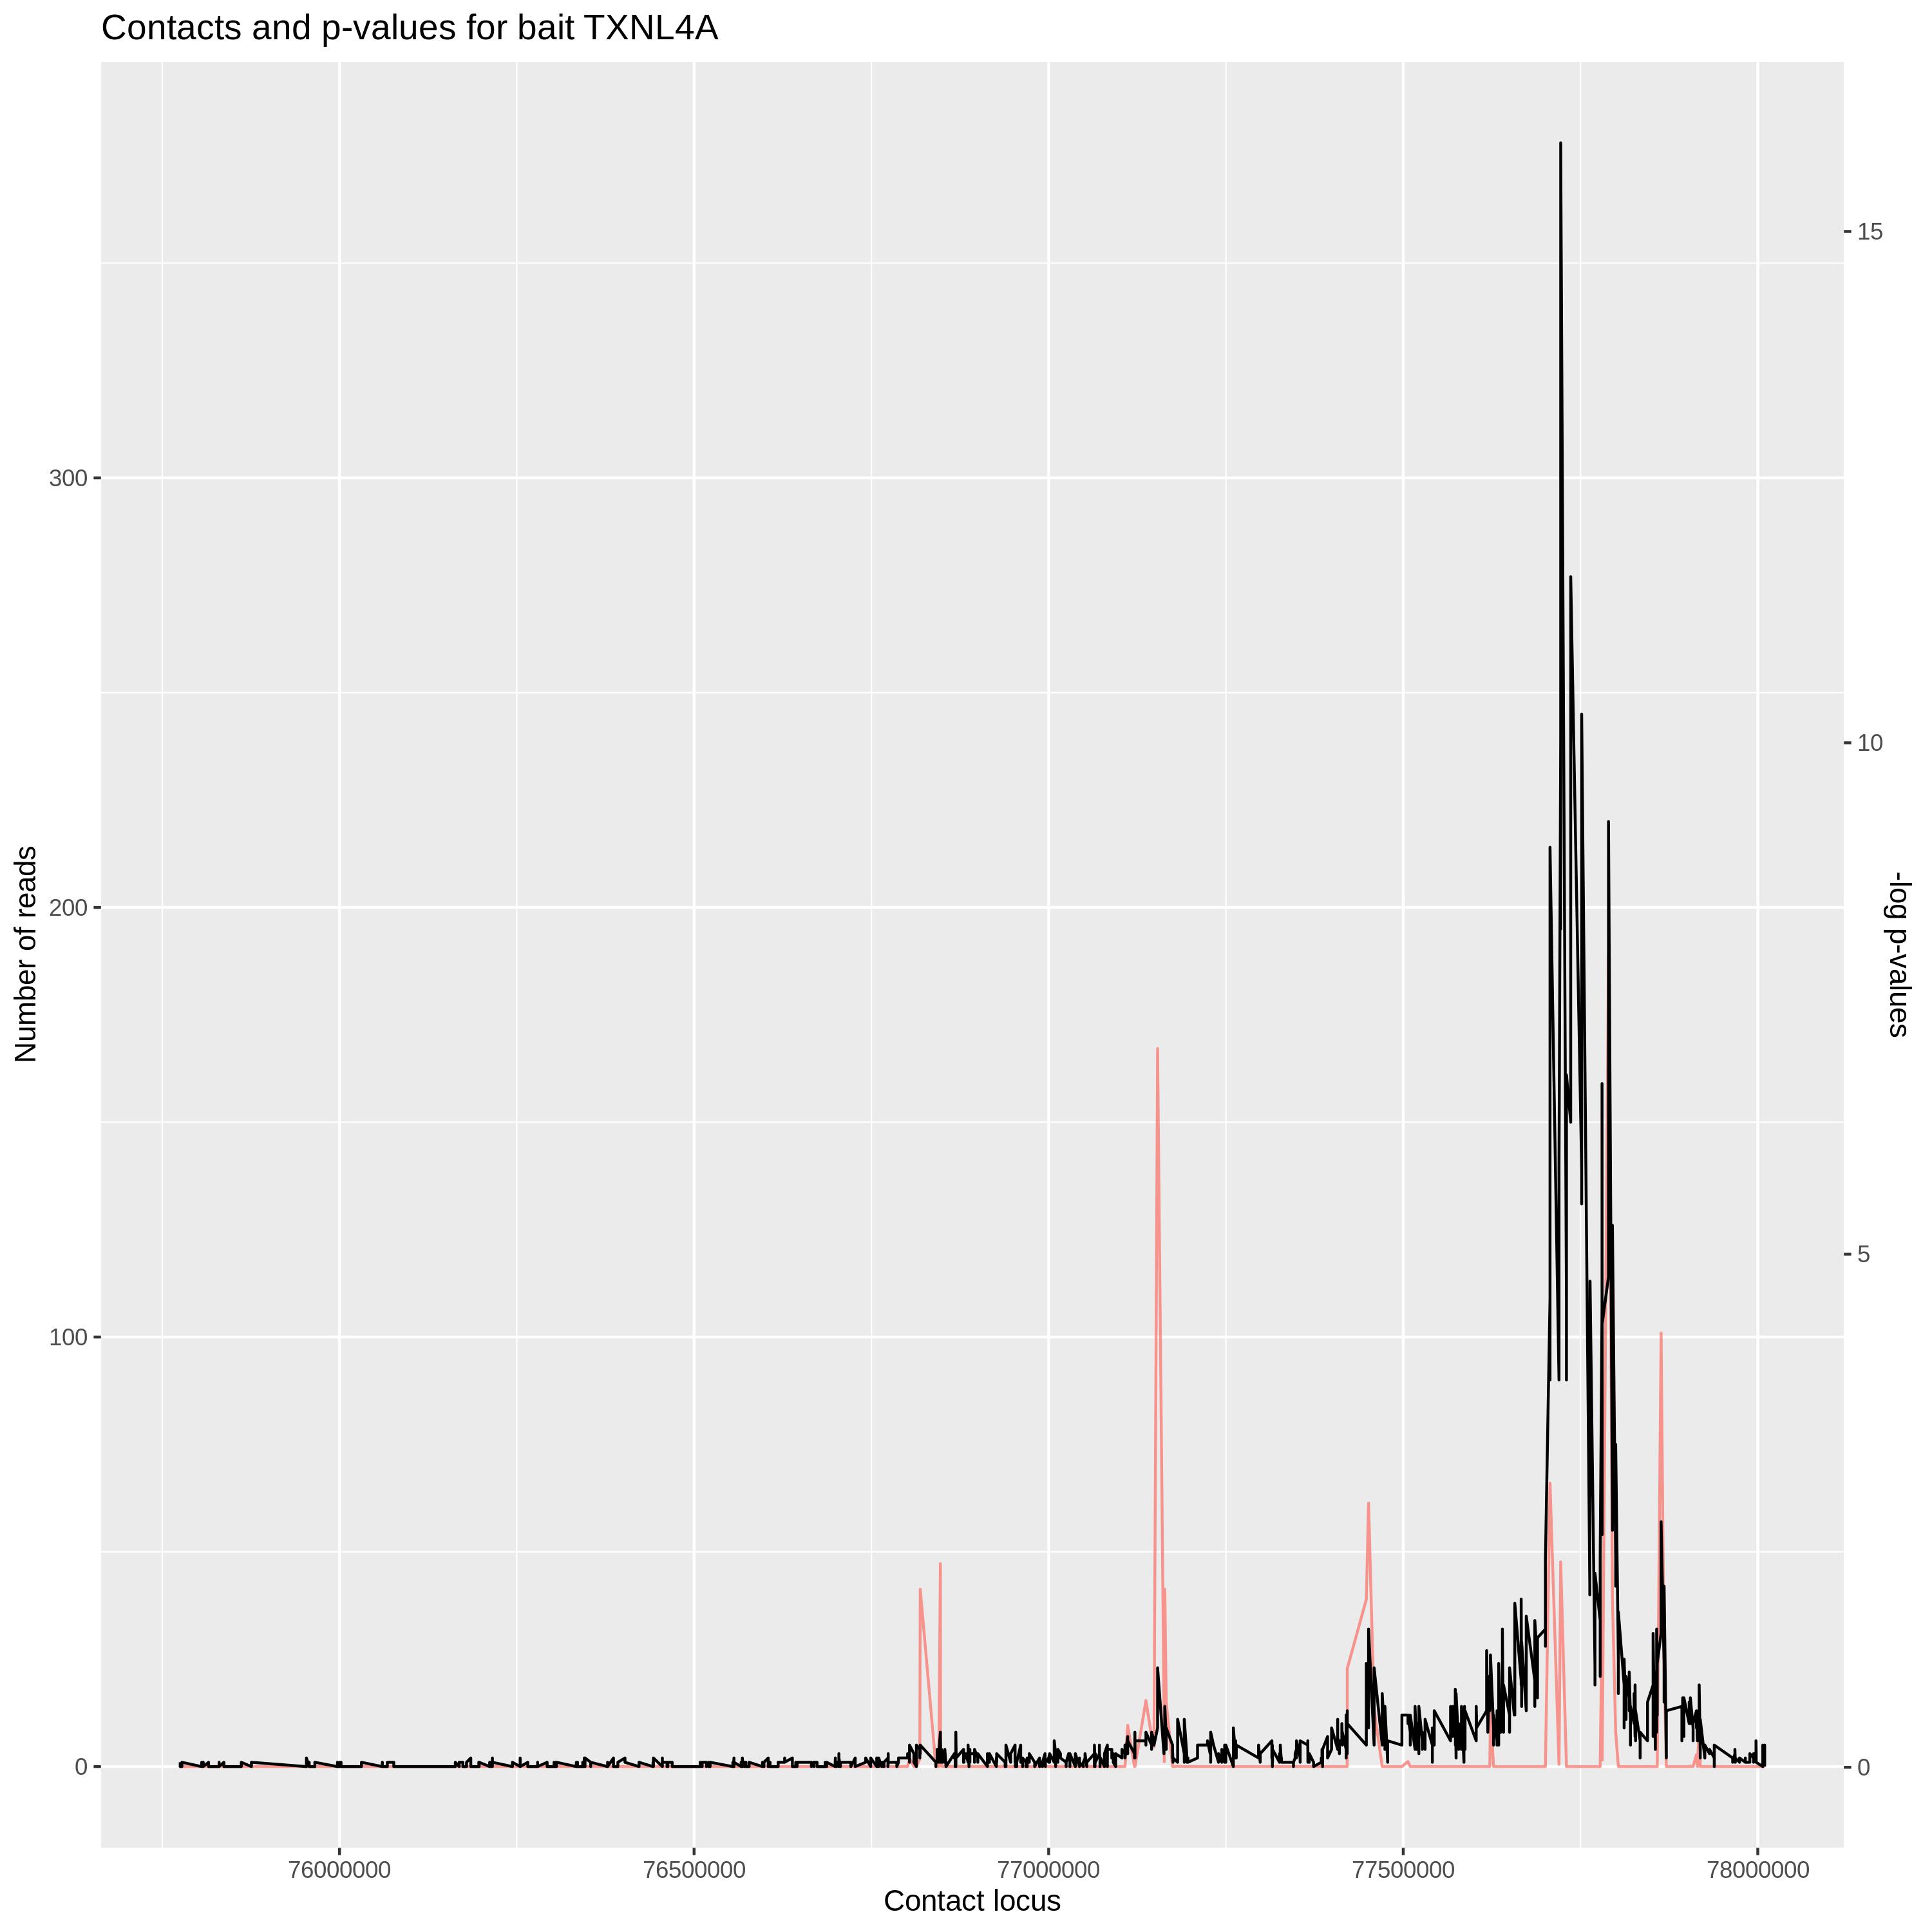 Contacts and p-values for bait TXNL4A
Number of reads
300
200
100
0
15
10
5
0
-log p-values
76000000 76500000 77000000 77500000 78000000
Contact locus